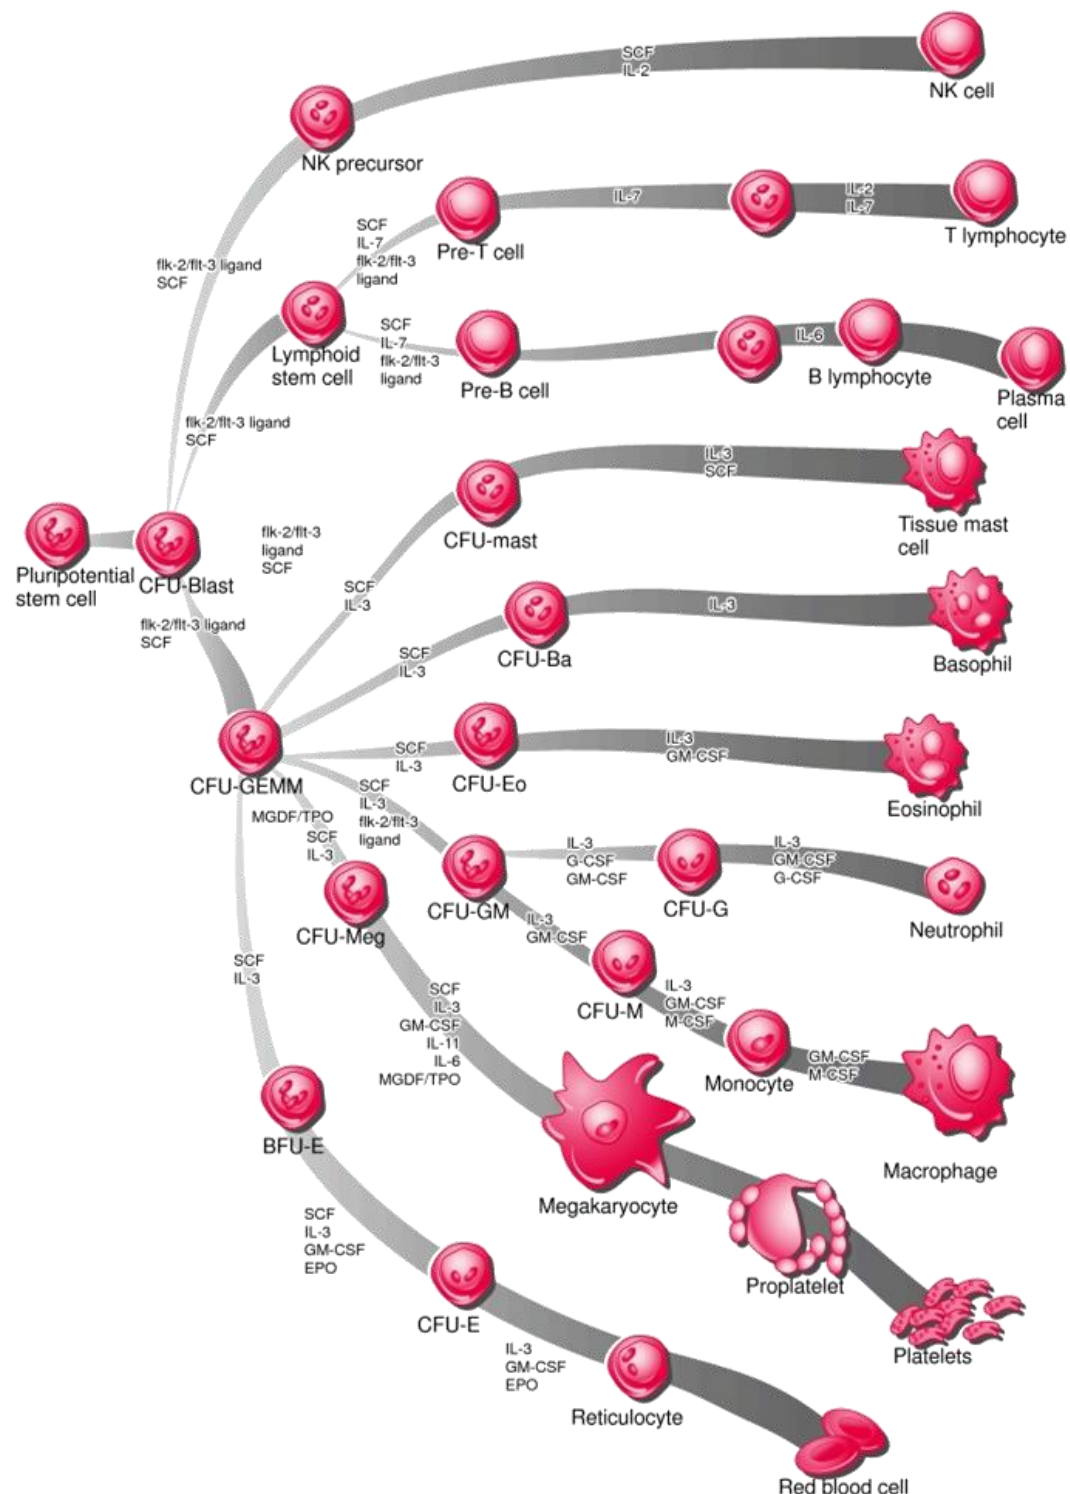 SCF
IL-2
NK cell
NK precursor
flk-2/flt-3 ligand
SCF
SCF
IL-7
flk-2/flt-3
ligand
Pre-T cell
IL-7
IL-2
IL-7
T lymphocyte
Lymphoid
stem cell
SCF
IL-7
flk-2/flt-3
ligand
Pre-B cell
IL-6
B lymphocyte
Plasma
cell
flk-2/flt-3 ligand
SCF
Pluripotential
stem cell
CFU-Blast
flk-2/flt-3
ligand
SCF
flk-2/flt-3 ligand
SCF
SCF
IL-3
CFU-mast
IL-3
SCF
Tissue mast
cell
SCF
IL-3
CFU-Ba
IL-3
Basophil
CFU-GEMM
SCF
IL-3
CFU-Eo
IL-3
GM-CSF
Eosinophil
SCF
IL-3
flk-2/flt-3
ligand
MGDF/TPO
SCF
IL-3
CFU-GM
IL-3
G-CSF
GM-CSF
CFU-G
IL-3
GM-CSF
G-CSF
Neutrophil
CFU-Meg
IL-3
GM-CSF
CFU-M
IL-3
GM-CSF
M-CSF
Monocyte
GM-CSF
M-CSF
Macrophage
SCF
IL-3
SCF
IL-3
GM-CSF
IL-11
IL-6
MGDF/TPO
Megakaryocyte
Proplatelet
Platelets
BFU-E
SCF
IL-3
GM-CSF
EPO
CFU-E
IL-3
GM-CSF
EPO
Reticulocyte
Red blood cell